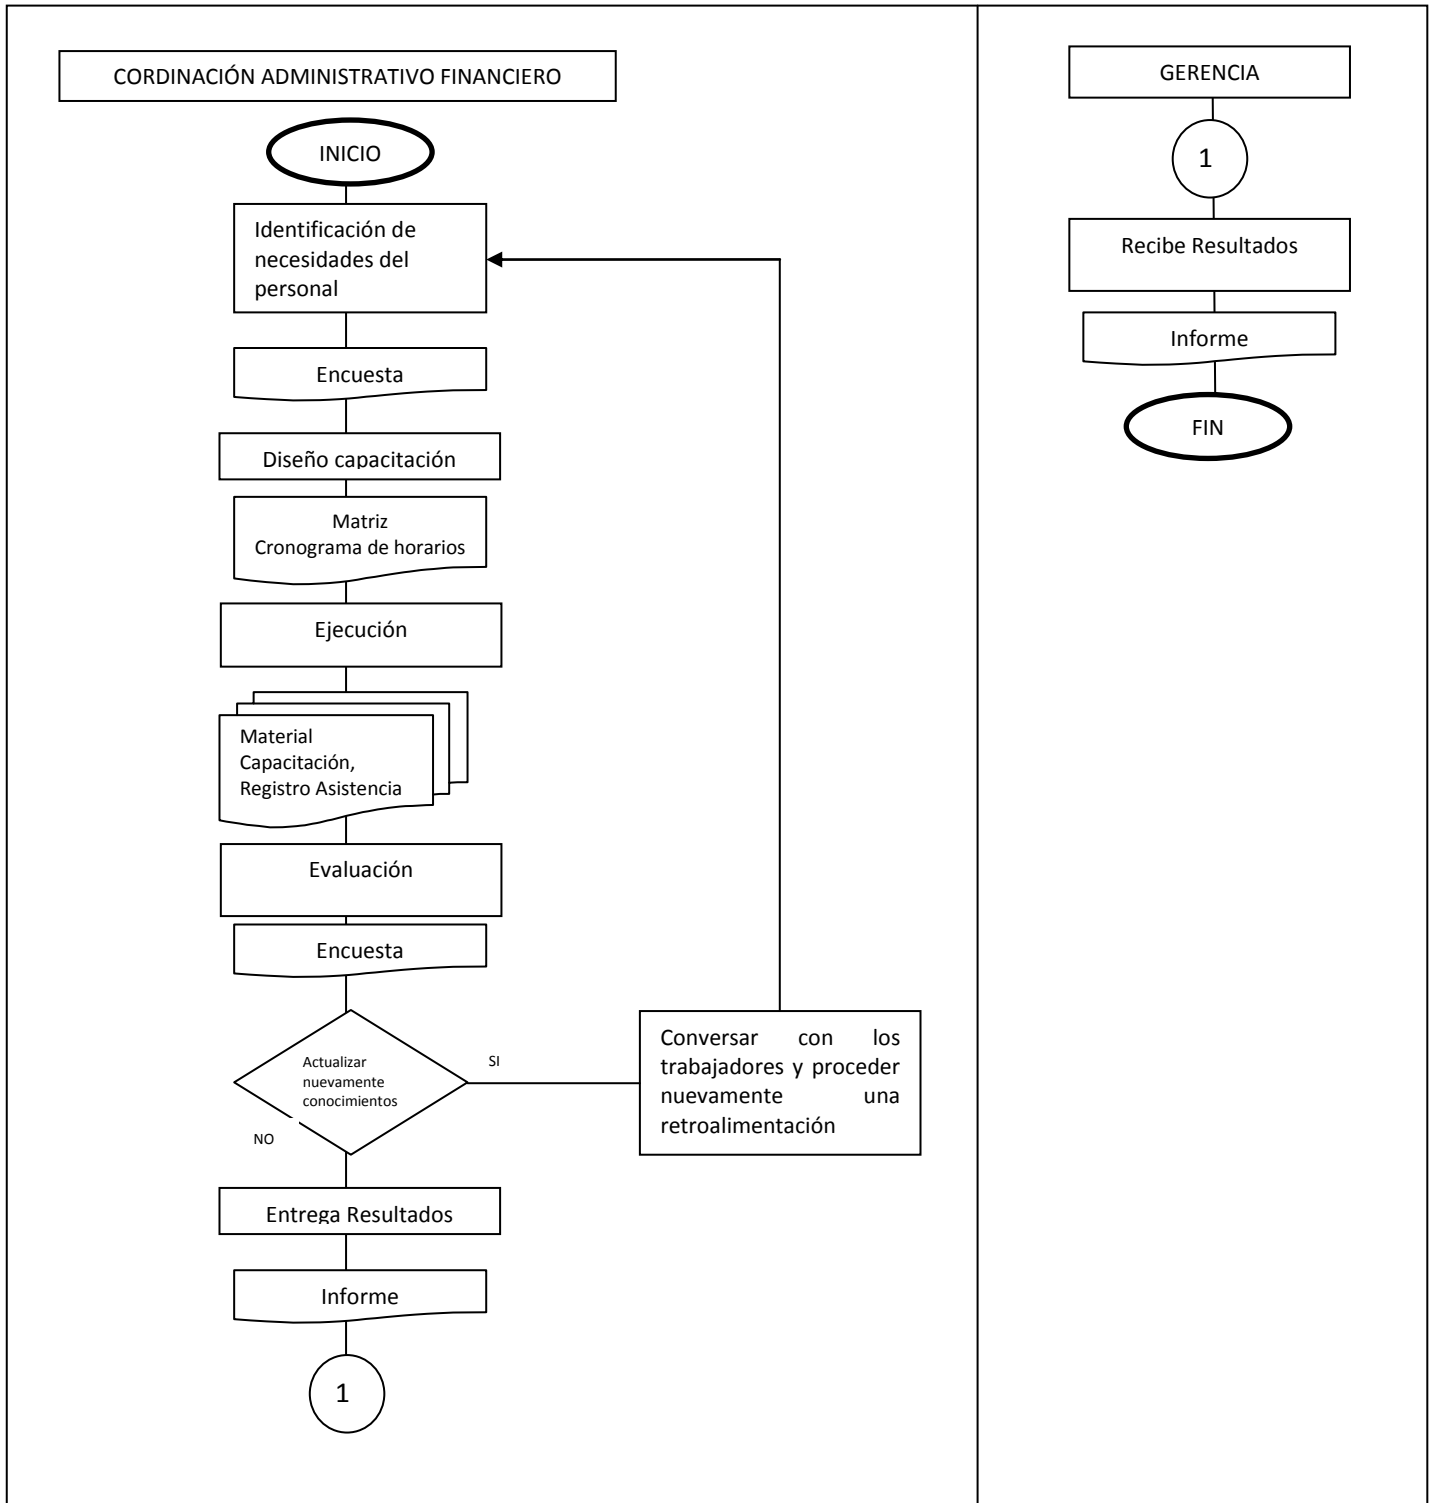 CORDINACIÓN ADMINISTRATIVO FINANCIERO
INICIO
Identificación de
necesidades del
personal
Encuesta
Diseño capacitación
Matriz
Cronograma de horarios
Ejecución
Material
Capacitación,
Registro Asistencia
Evaluación
Encuesta
Actualizar
nuevamente
conocimientos
SI
NO
Conversar con los
trabajadores y proceder
nuevamente una
retroalimentación
Entrega Resultados
Informe
1
GERENCIA
1
Recibe Resultados
Informe
FIN